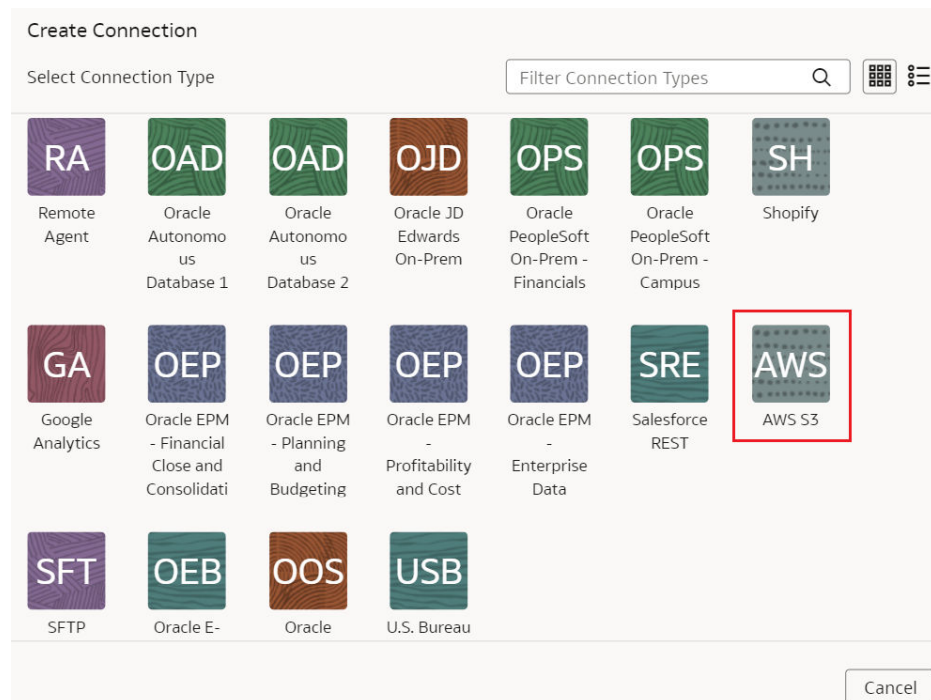 Create Connection
Select Connection Type
Filter Connection Types
RA
OAD
OAD
OJD
OPS
OPS
SH
Remote
Agent
Oracle
Autonomo
us
Database 1
Oracle
Autonomo
us
Database 2
Oracle JD
Edwards
On-Prem
Oracle
PeopleSoft
On-Prem -
Financials
Oracle
PeopleSoft
On-Prem -
Campus
Shopify
GA
OEP
OEP
OEP
OEP
SRE
AWS
Google
Analytics
Oracle EPM
- Financial
Close and
Consolidati
Oracle EPM
- Planning
and
Budgeting
Oracle EPM
-
Profitability
and Cost
Oracle EPM
-
Enterprise
Data
Salesforce
REST
AWS S3
SFT
OEB
OOS
USB
SFTP
Oracle E-
Oracle
U.S. Bureau
Cancel